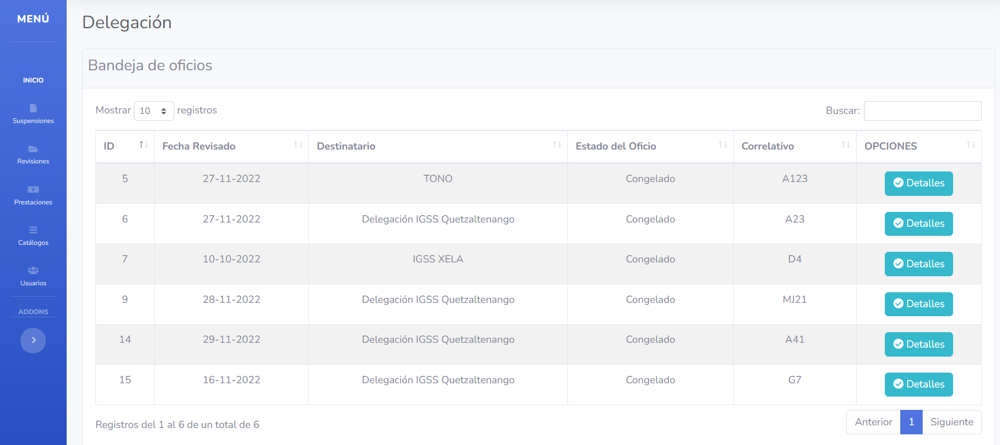 MENÚ
INICIO
Suspensiones
Revisiones
Prestaciones
Catálogos
Usuarios
ADDONS
Delegación
Bandeja de oficios
Mostrar 10 registros Buscar:
ID Fecha Revisado Destinatario Estado del Oficio Correlativo OPCIONES
5 27-11-2022 TONO Congelado A123 Detalles
6 27-11-2022 Delegación IGSS Quetzaltenango Congelado A23 Detalles
7 10-10-2022 IGSS XELA Congelado D4 Detalles
9 28-11-2022 Delegación IGSS Quetzaltenango Congelado MJ21 Detalles
14 29-11-2022 Delegación IGSS Quetzaltenango Congelado A41 Detalles
15 16-11-2022 Delegación IGSS Quetzaltenango Congelado G7 Detalles
Registros del 1 al 6 de un total de 6 Anterior 1 Siguiente